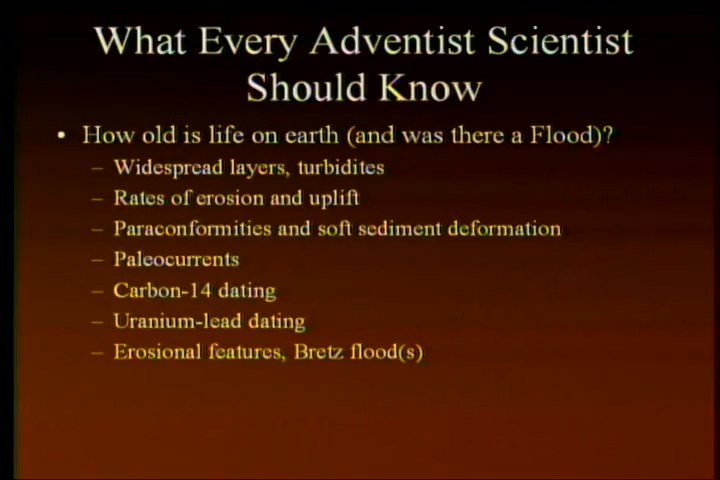 What Every Adventist Scientist
Should Know
• How old is life on earth (and was there a Flood)?
– Widespread layers, turbidites
– Rates of erosion and uplift
– Paraconformities and soft sediment deformation
– Paleocurrents
– Carbon-14 dating
– Uranium-lead dating
– Erosional features, Bretz flood(s)